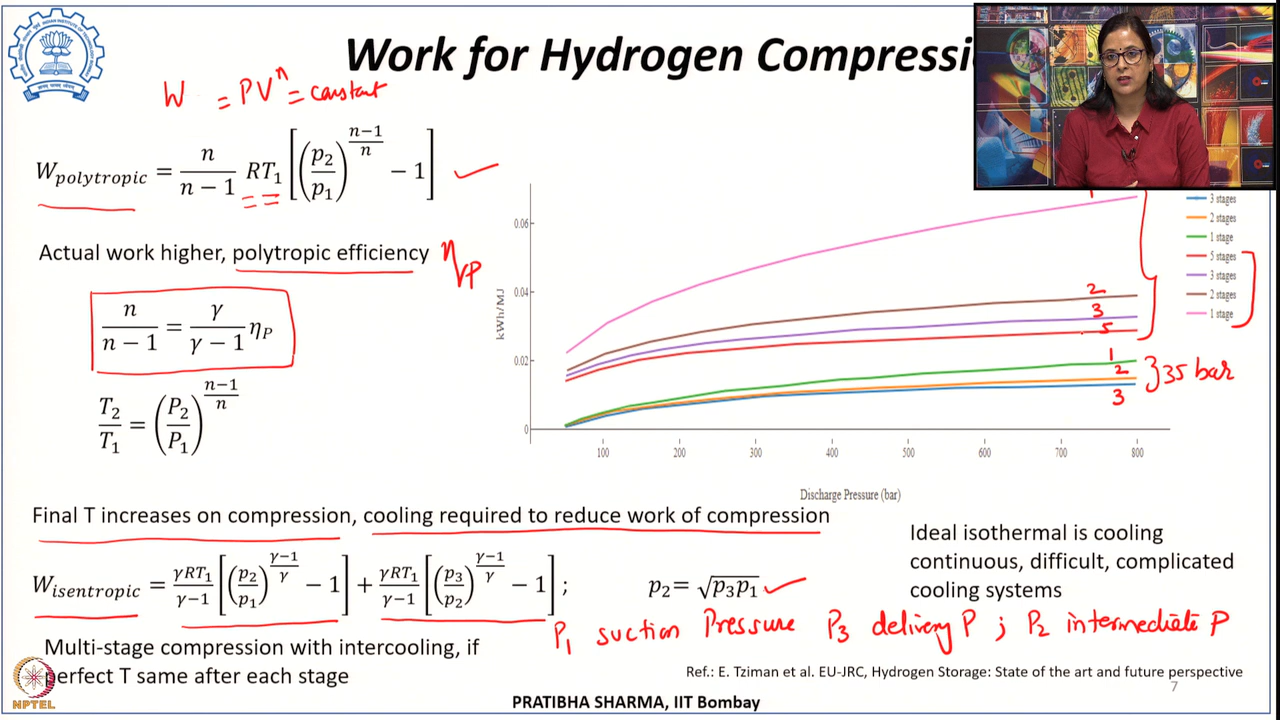 Work for Hydrogen Compressi
W = PVⁿ = constant
W_polytropic = n/(n − 1) RT₁ [(p₂/p₁)^((n−1)/n) − 1] ✓
Actual work higher, polytropic efficiency ηp
n/(n − 1) = γ/(γ − 1) η_P
T₂/T₁ = (P₂/P₁)^((n−1)/n)
kWh/MJ
0.06
0.04
0.02
0
100 200 300 400 500 600 700 800
Discharge Pressure (bar)
1
2
3
5
1
2
3
35 bar
3 stages
2 stages
1 stage
5 stages
3 stages
2 stages
1 stage
Final T increases on compression, cooling required to reduce work of compression
W_isentropic = γRT₁/(γ−1) [(p₂/p₁)^((γ−1)/γ) − 1] + γRT₁/(γ−1) [(p₃/p₂)^((γ−1)/γ) − 1] ; p₂= √(p₃p₁) ✓
Ideal isothermal is cooling
continuous, difficult, complicated
cooling systems
P₁ suction Pressure P₃ delivery P ; P₂ intermediate P
Multi-stage compression with intercooling, if
perfect T same after each stage
Ref.: E. Tziman et al. EU-JRC, Hydrogen Storage: State of the art and future perspective
7
NPTEL
PRATIBHA SHARMA, IIT Bombay